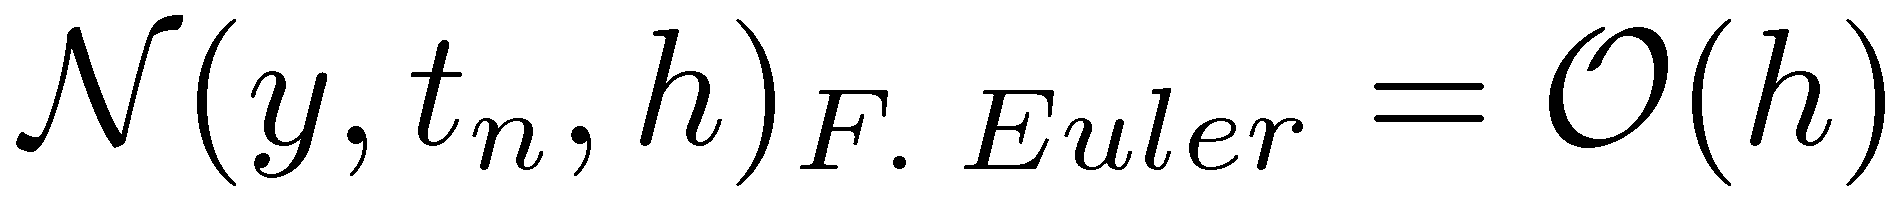 𝒩(y, tₙ, h)_{F. Euler} = 𝒪(h)